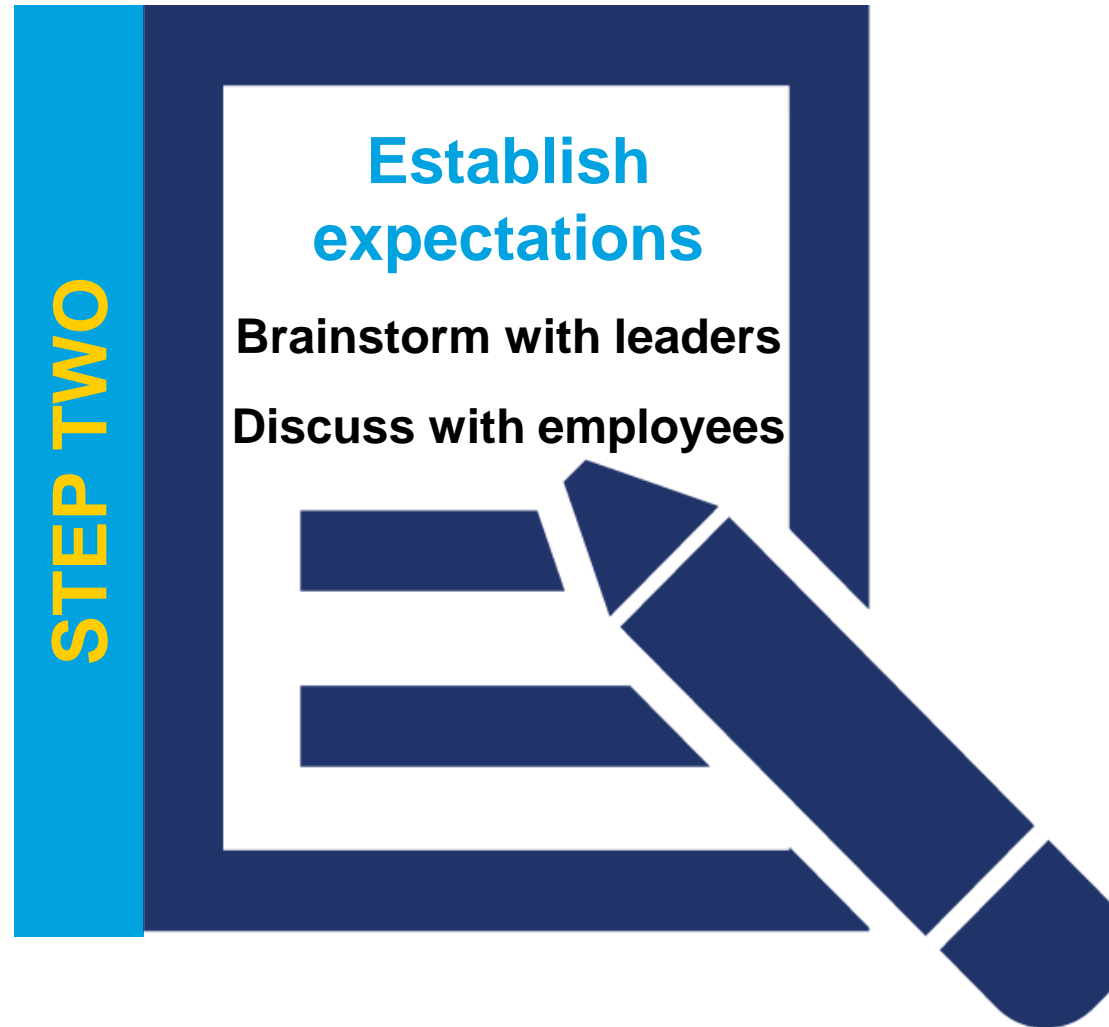 STEP TWO
Establish
expectations
Brainstorm with leaders
Discuss with employees